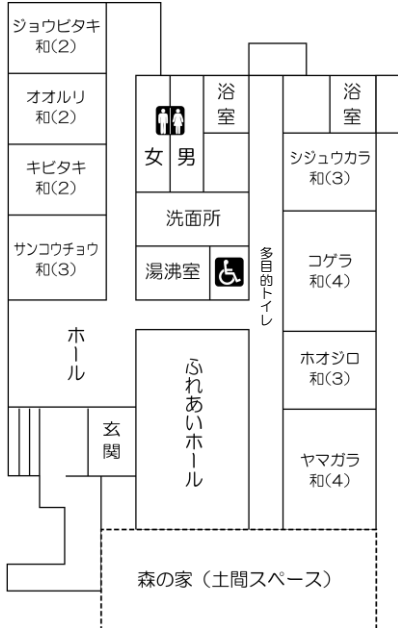 ジョウビタキ
和(2)
オオルリ
和(2)
キビタキ
和(2)
サンコウチョウ
和(3)
ホール
玄関
女
男
浴室
洗面所
湯沸室
多目的トイレ
ふれあいホール
浴室
シジュウカラ
和(3)
コゲラ
和(4)
ホオジロ
和(3)
ヤマガラ
和(4)
森の家（土間スペース）